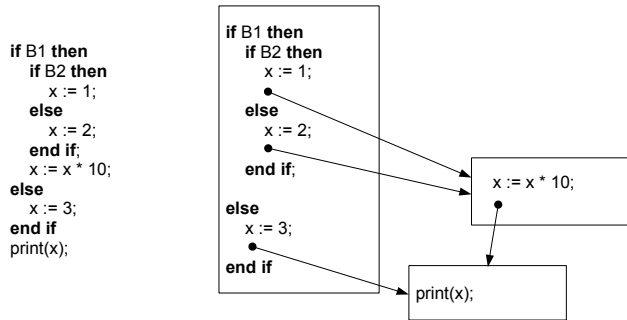 if B1 then
if B2 then
x := 1;
else
x := 2;
end if;
x := x * 10;
else
x := 3;
end if
print(x);
if B1 then
if B2 then
x := 1;
else
x := 2;
end if;
else
x := 3;
end if
x := x * 10;
print(x);